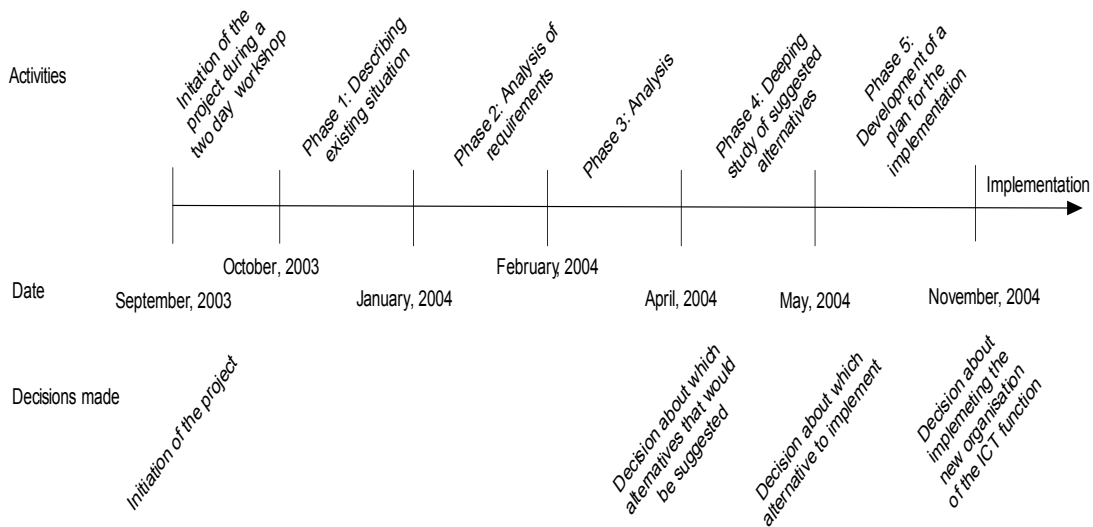 Activities
Initation of the
project during a
two day workshop
Phase 1: Describing
existing situation
Phase 2: Analysis of
requirements
Phase 3: Analysis
Phase 4: Deeping
study of suggested
alternatives
Phase 5:
Development of a
plan for the
implementation
Implementation
Date
September, 2003
October, 2003
January, 2004
February, 2004
April, 2004
May, 2004
November, 2004
Decisions made
Initiation of the project
Decision about which
alternatives that would
be suggested
Decision about which
alternative to implement
Decision about
implemeting the
new organisation
of the ICT function